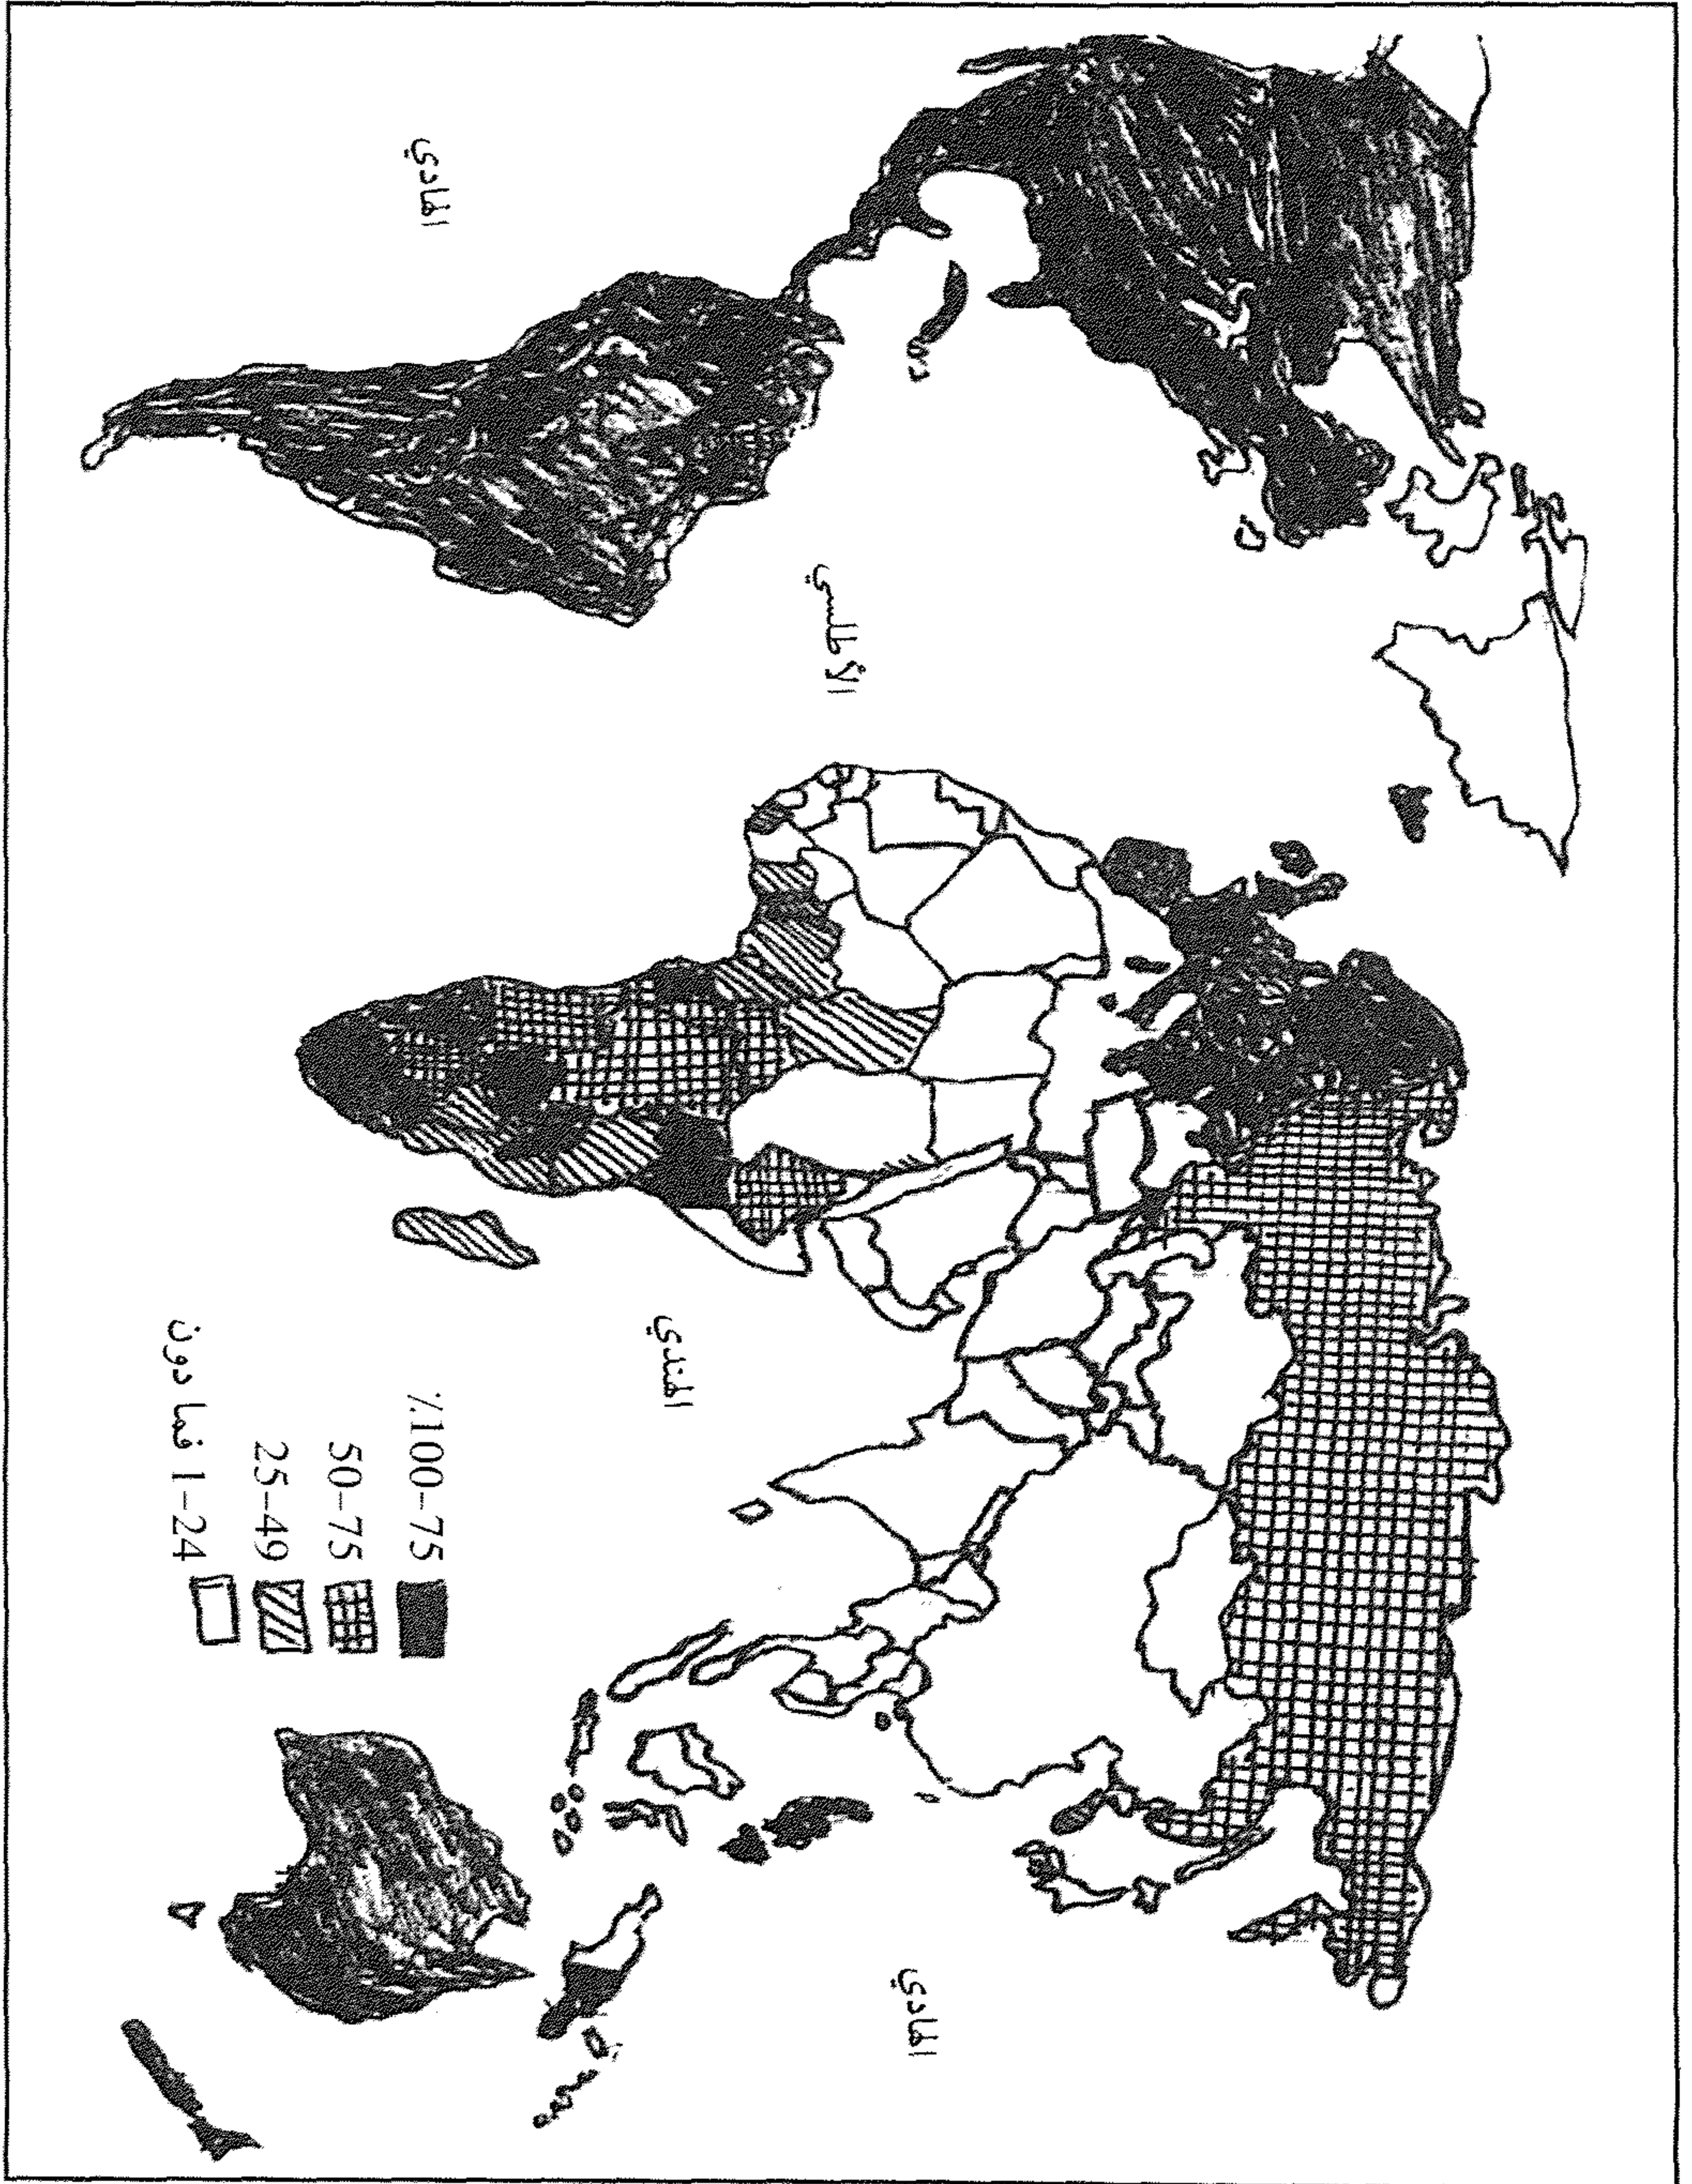 الهادي
الأطلسي
الهندي
الهادي
%100-75
50-75
25-49
1-24 فما دون